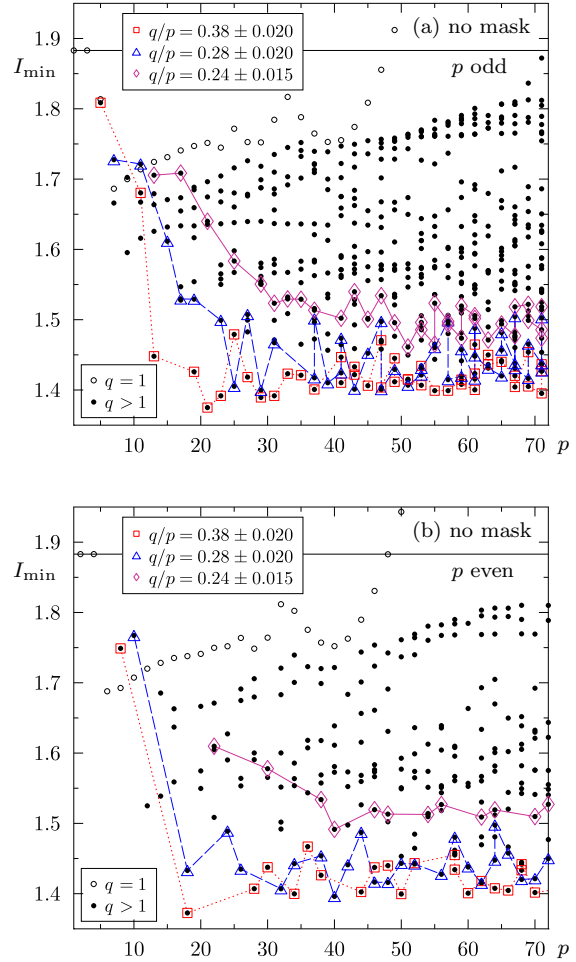 (a) no mask
p odd
q/p = 0.38 ± 0.020
q/p = 0.28 ± 0.020
q/p = 0.24 ± 0.015
I_min
1.9
1.8
1.7
1.6
1.5
1.4
q = 1
q > 1
10 20 30 40 50 60 70 p
(b) no mask
p even
q/p = 0.38 ± 0.020
q/p = 0.28 ± 0.020
q/p = 0.24 ± 0.015
I_min
1.9
1.8
1.7
1.6
1.5
1.4
q = 1
q > 1
10 20 30 40 50 60 70 p